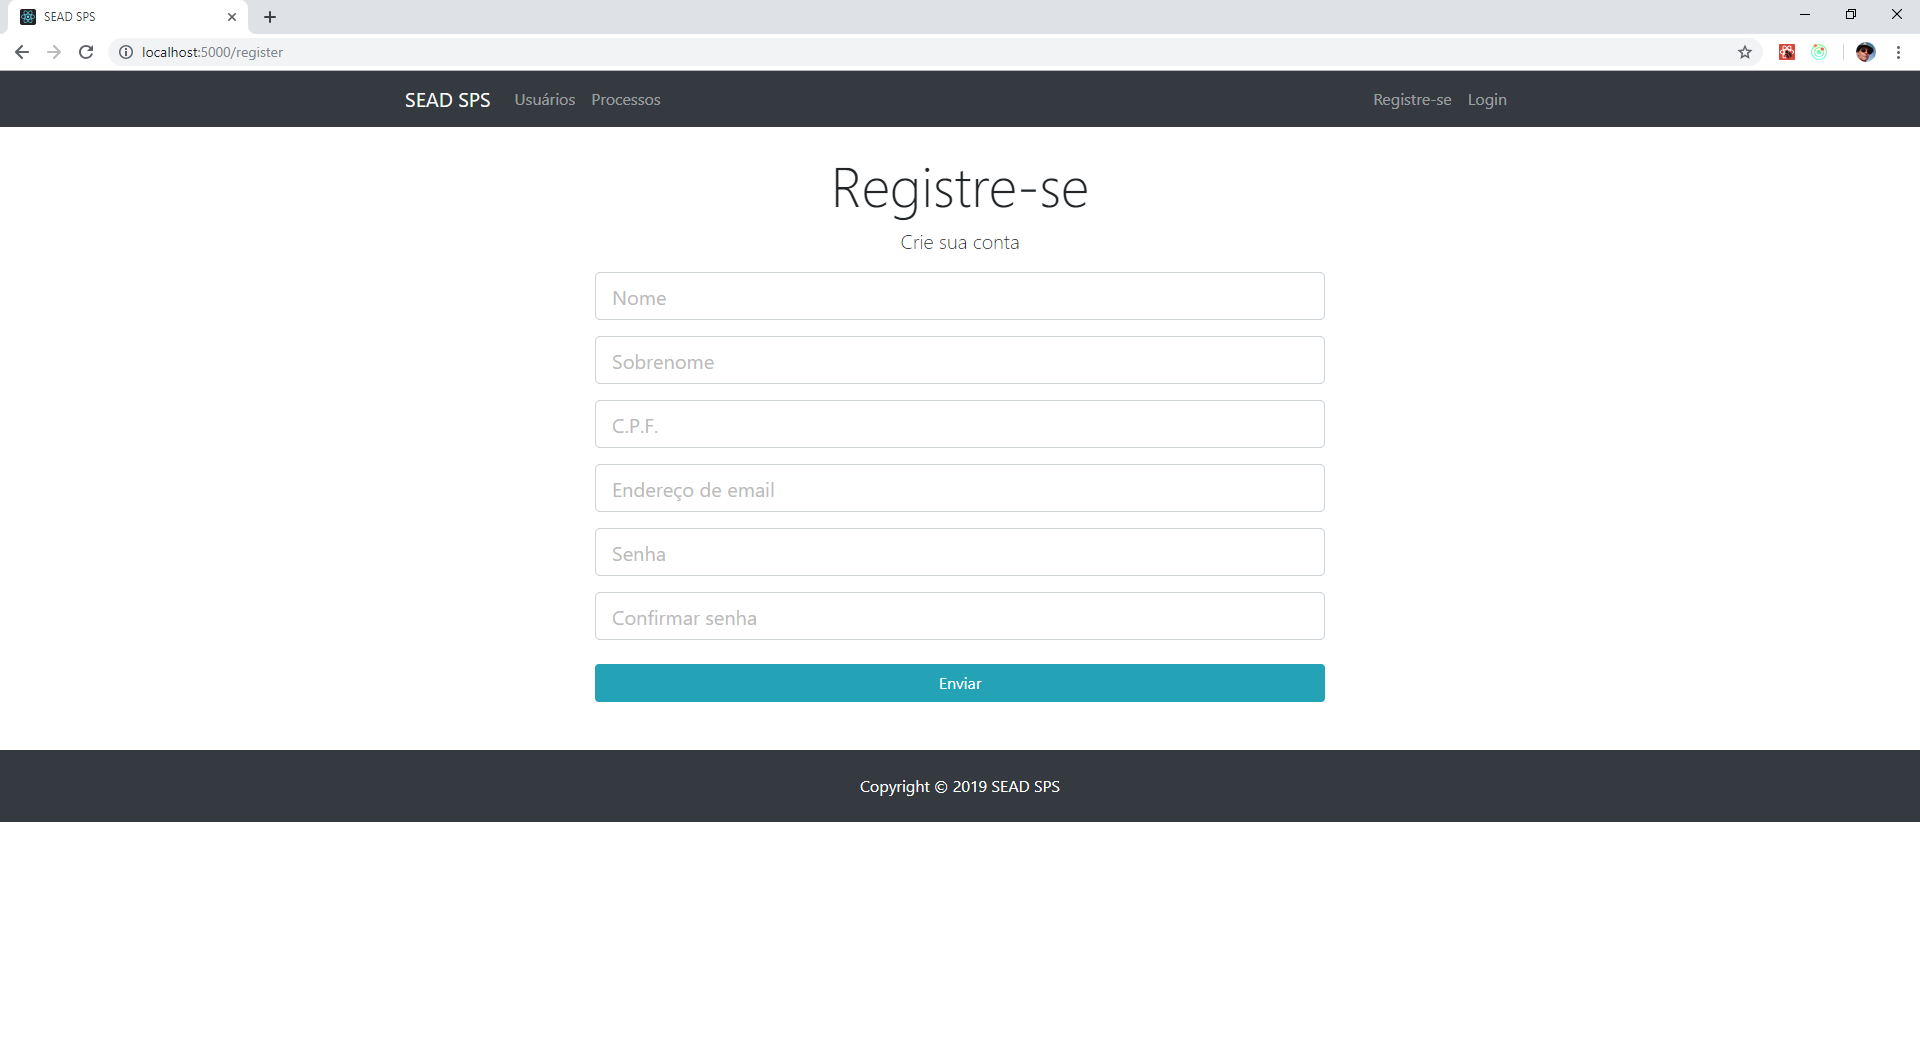 SEAD SPS
localhost:5000/register
SEAD SPS Usuários Processos Registre-se Login
Registre-se
Crie sua conta
Nome
Sobrenome
C.P.F.
Endereço de email
Senha
Confirmar senha
Enviar
Copyright © 2019 SEAD SPS